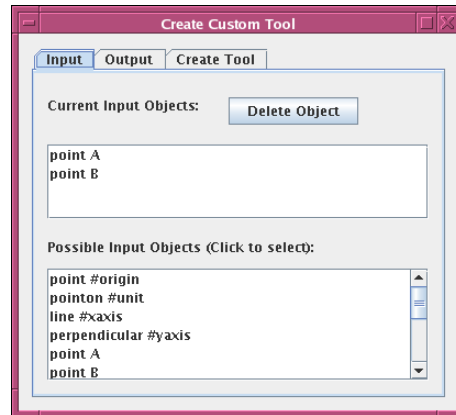 Create Custom Tool
Input Output Create Tool
Current Input Objects: Delete Object
point A
point B
Possible Input Objects (Click to select):
point #origin
pointon #unit
line #xaxis
perpendicular #yaxis
point A
point B